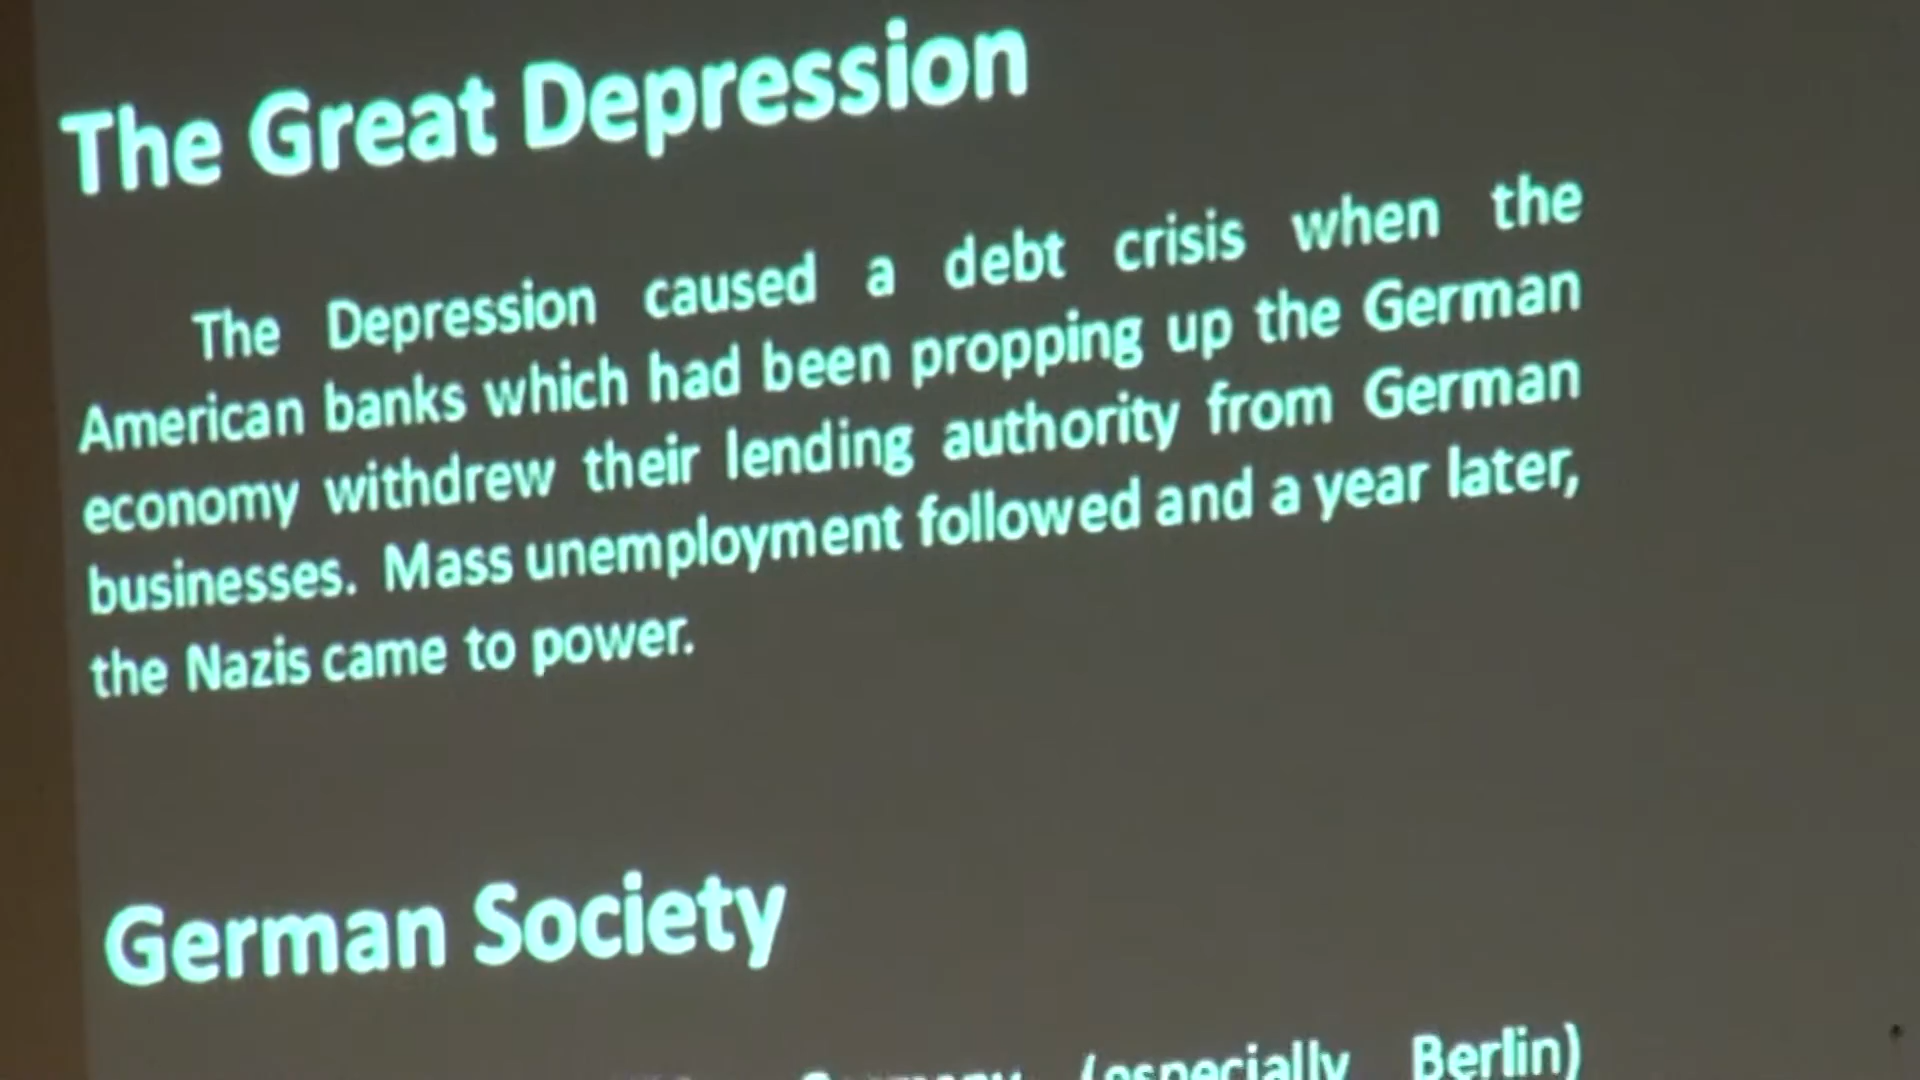 The Great Depression
The Depression caused a debt crisis when the
American banks which had been propping up the German
economy withdrew their lending authority from German
businesses. Mass unemployment followed and a year later,
the Nazis came to power.
German Society
Germany (especially Berlin)